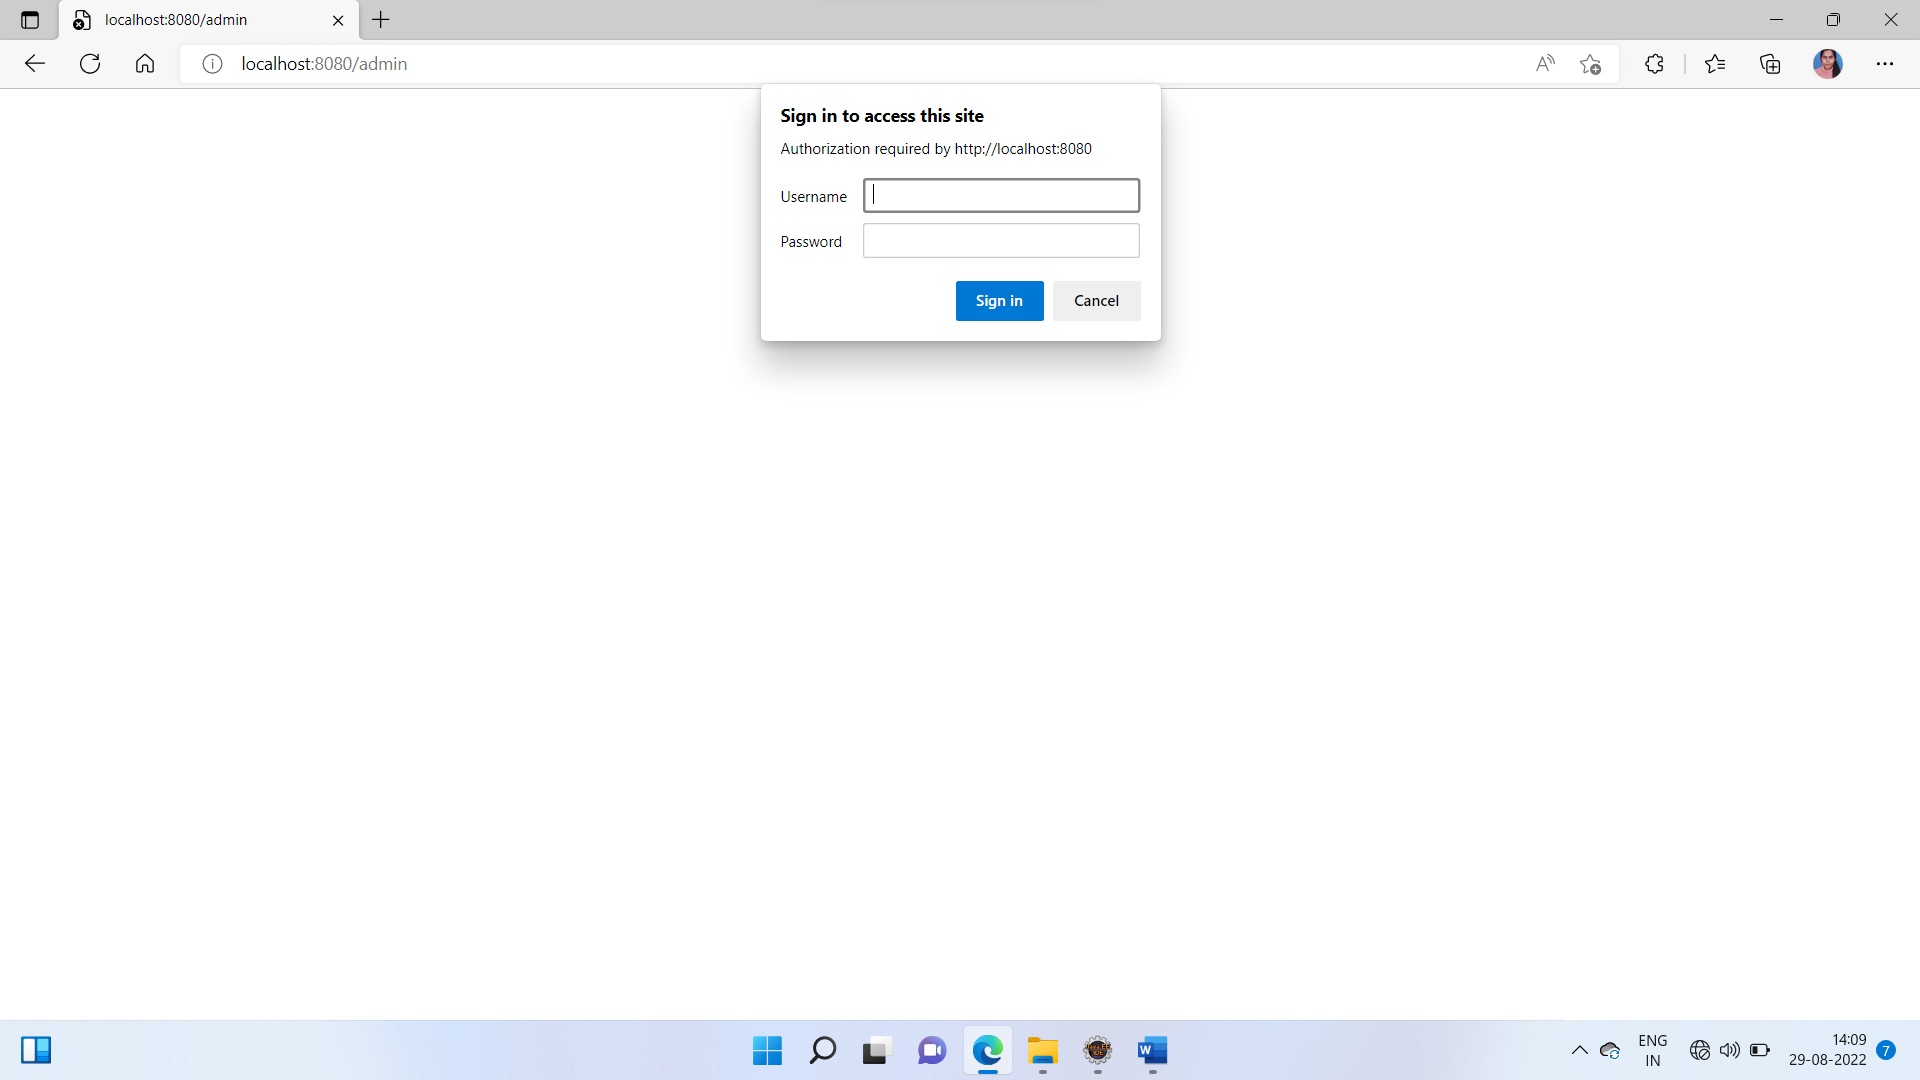 localhost:8080/admin
localhost:8080/admin
Sign in to access this site
Authorization required by http://localhost:8080
Username
Password
Sign in Cancel
ENG
IN
14:09
29-08-2022
7